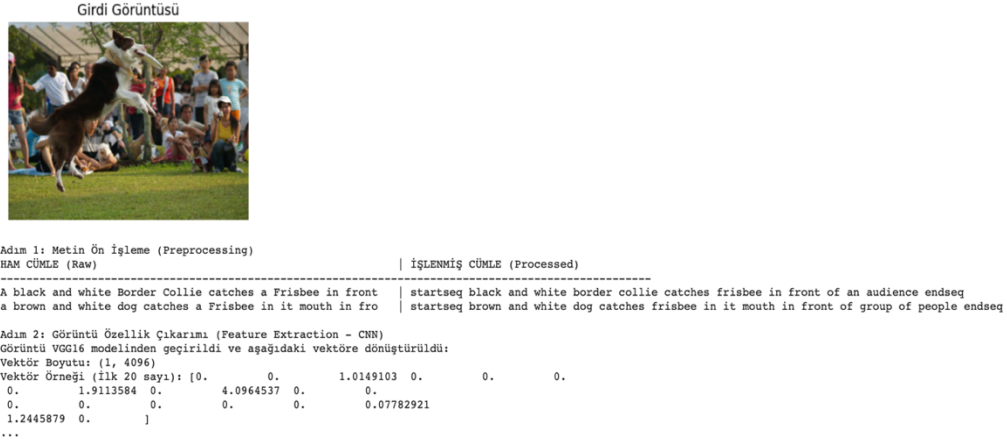 Girdi Görüntüsü
Adım 1: Metin Ön İşleme (Preprocessing)
HAM CÜMLE (Raw) | İŞLENMİŞ CÜMLE (Processed)
--------------------------------------------------------------------------------------------------
A black and white Border Collie catches a Frisbee in front | startseq black and white border collie catches frisbee in front of an audience endseq
a brown and white dog catches a Frisbee in it mouth in fro | startseq brown and white dog catches frisbee in it mouth in front of group of people endseq
Adım 2: Görüntü Özellik Çıkarımı (Feature Extraction - CNN)
Görüntü VGG16 modelinden geçirildi ve aşağıdaki vektöre dönüştürüldü:
Vektör Boyutu: (1, 4096)
Vektör Örneği (İlk 20 sayı): [0. 0. 1.0149103 0. 0. 0.
0. 1.9113584 0. 4.0964537 0. 0.
0. 0. 0. 0. 0. 0.07782921
1.2445879 0. ]
...